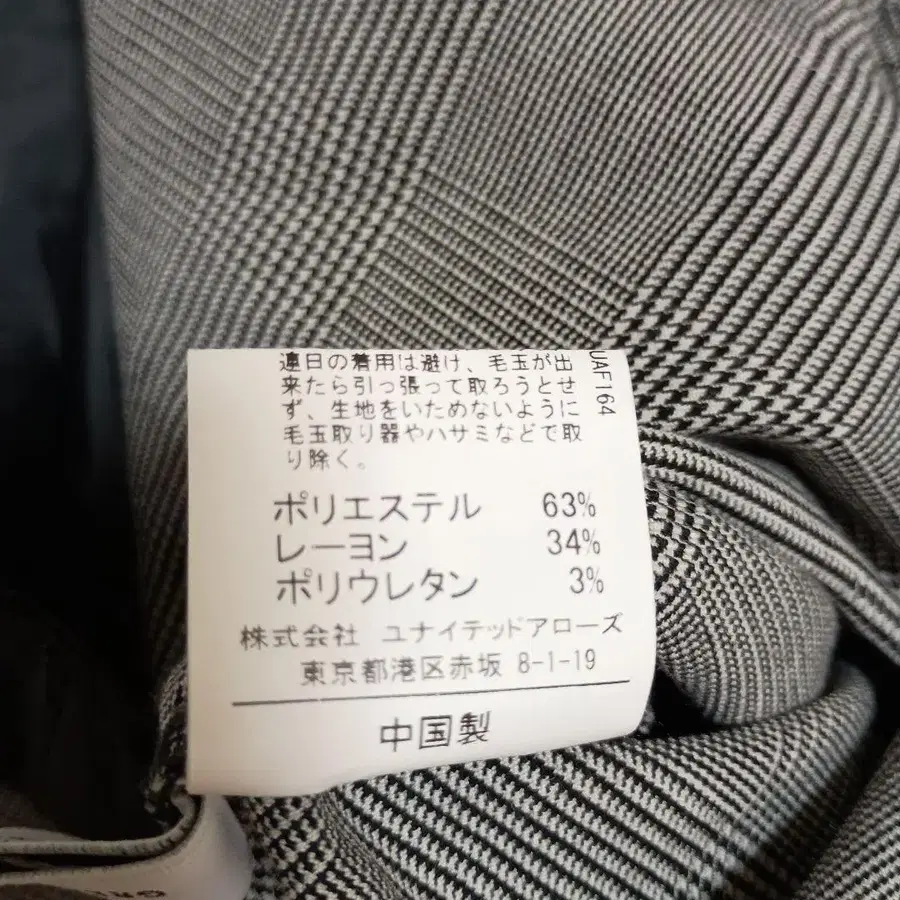 連日の着用は避け、毛玉が出
来たら引っ張って取ろうとせ
ず、生地をいためないように
毛玉取り器やハサミなどで取
り除く。
UAF164
ポリエステル 63%
レーヨン 34%
ポリウレタン 3%
株式会社 ユナイテッドアローズ
東京都港区赤坂 8-1-19
中国製